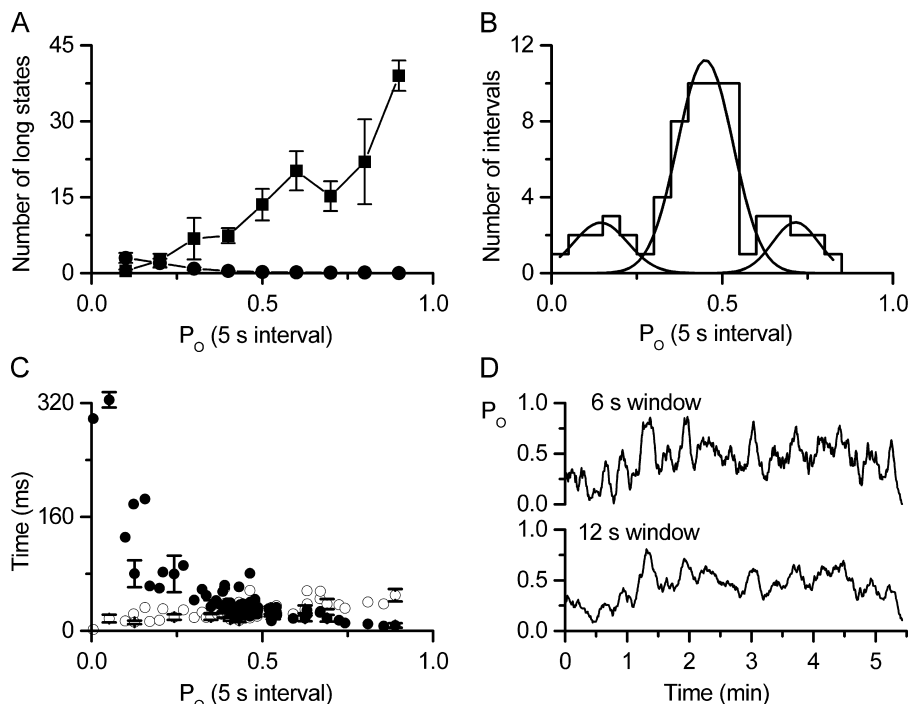 A
45
30
15
0
Number of long states
0.0
0.5
1.0
PO (5 s interval)
B
12
8
4
0
Number of intervals
0.0
0.5
1.0
PO (5 s interval)
C
320
160
0
Time (ms)
0.0
0.5
1.0
PO (5 s interval)
D
PO
1.0
0.5
0.0
6 s window
1.0
0.5
0.0
12 s window
0
1
2
3
4
5
Time (min)